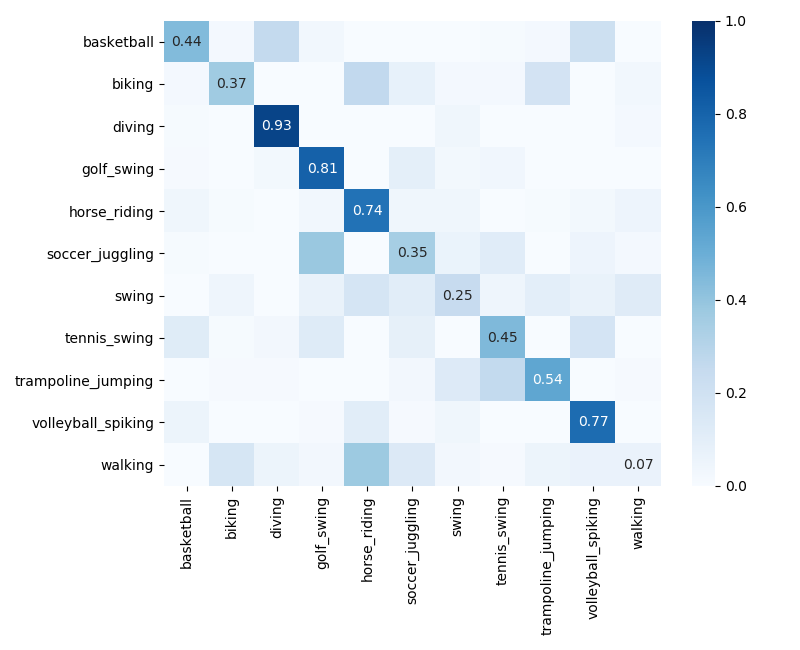 basketball 0.44
biking 0.37
diving 0.93
golf_swing 0.81
horse_riding 0.74
soccer_juggling 0.35
swing 0.25
tennis_swing 0.45
trampoline_jumping 0.54
volleyball_spiking 0.77
walking 0.07
basketball
biking
diving
golf_swing
horse_riding
soccer_juggling
swing
tennis_swing
trampoline_jumping
volleyball_spiking
walking
1.0
0.8
0.6
0.4
0.2
0.0